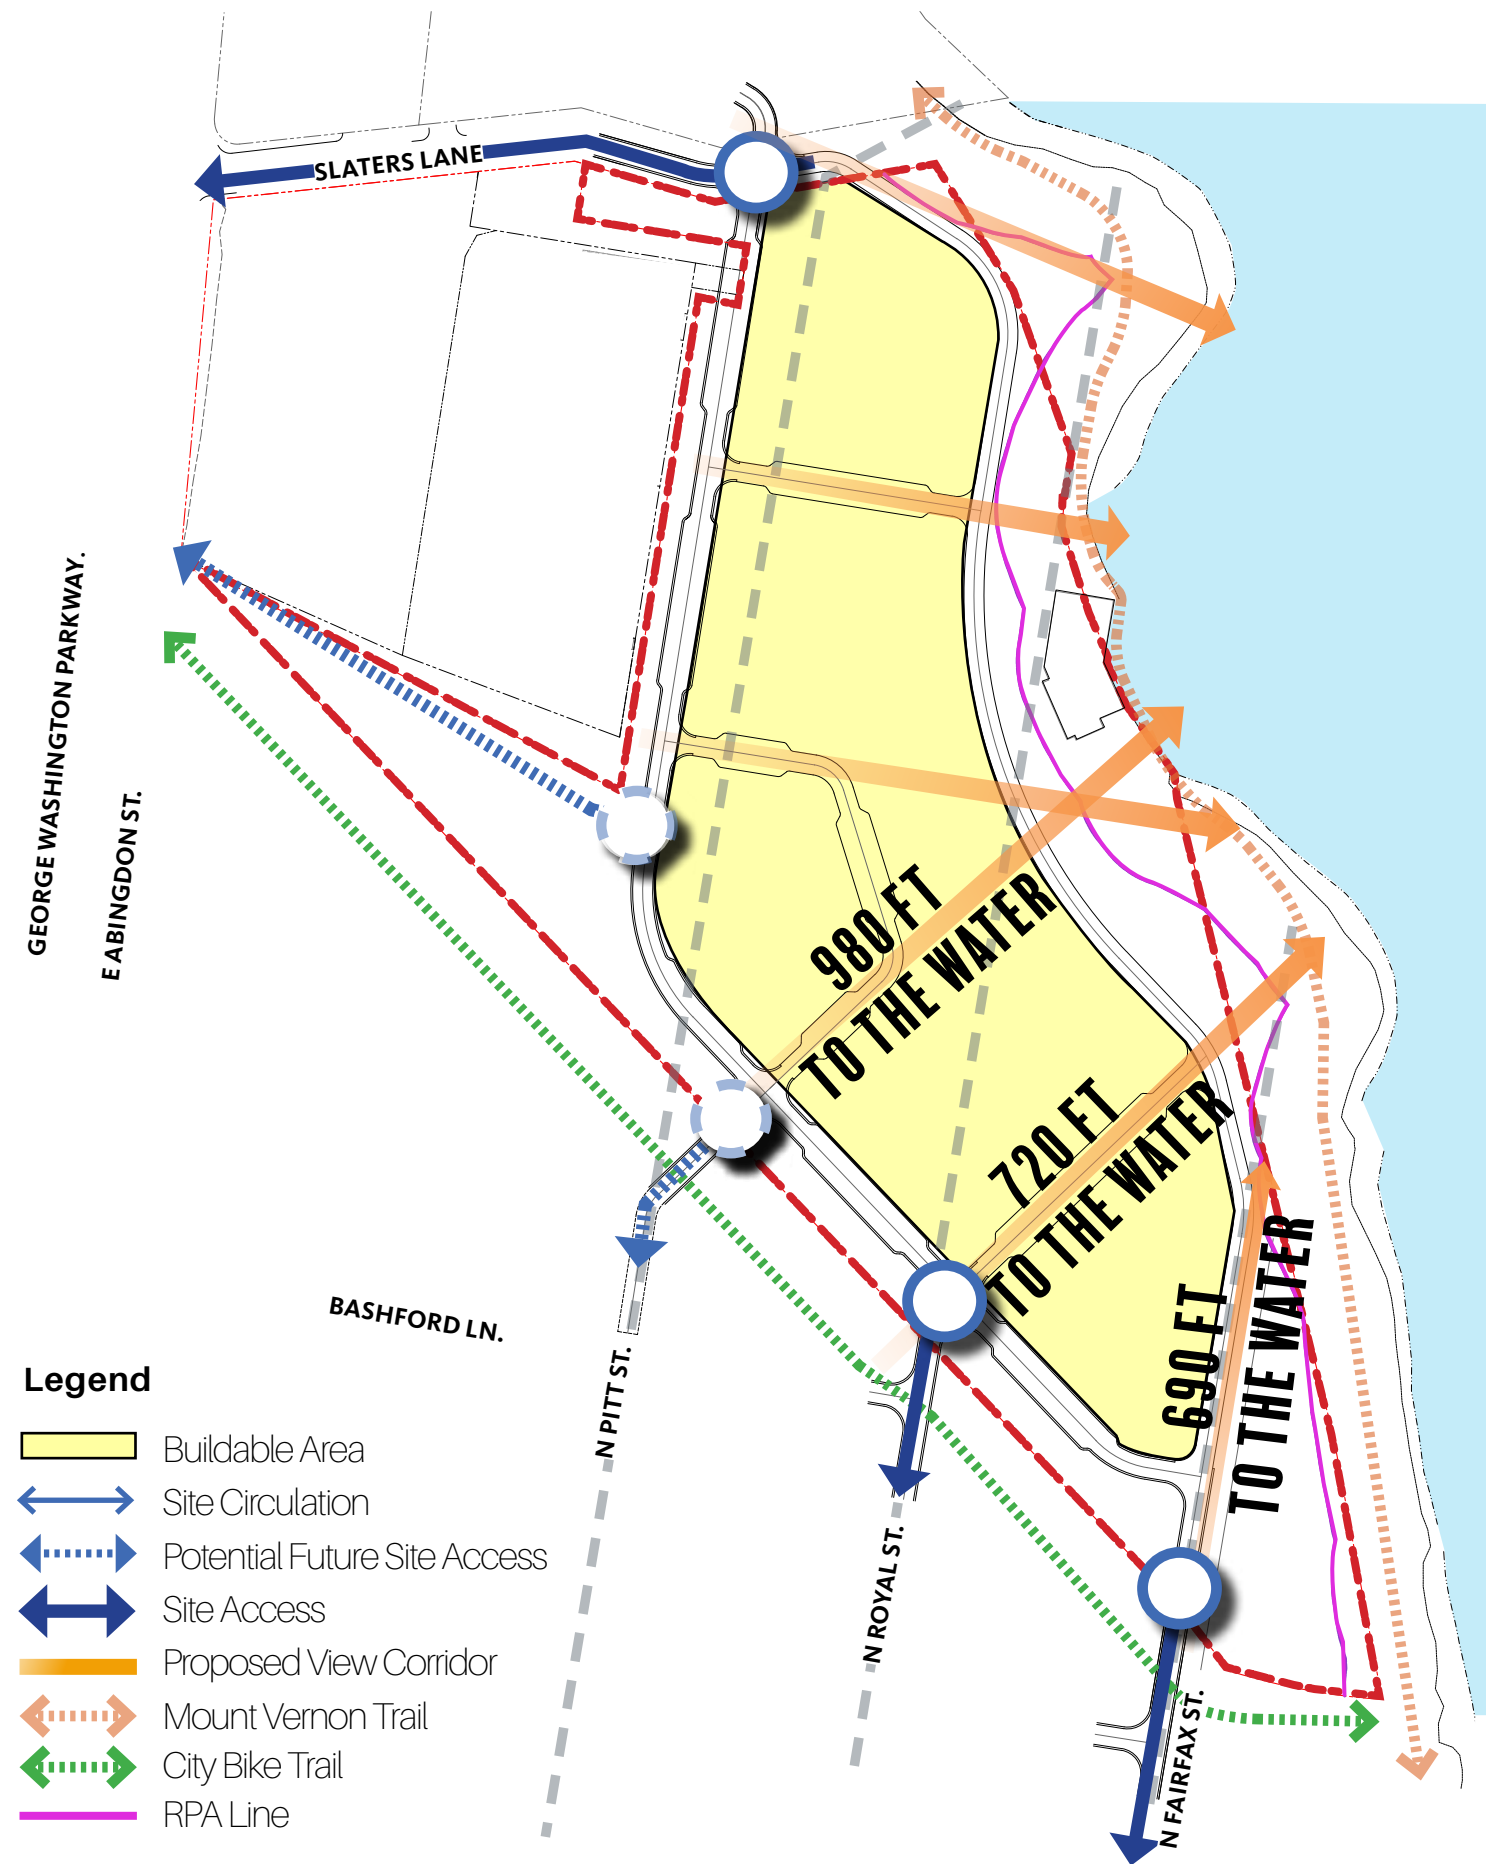 SLATERS LANE
GEORGE WASHINGTON PARKWAY.
E ABINGDON ST.
980 FT
TO THE WATER
720 FT
TO THE WATER
690 FT
TO THE WATER
BASHFORD LN.
N PITT ST.
N ROYAL ST.
N FAIRFAX ST.
Legend
Buildable Area
Site Circulation
Potential Future Site Access
Site Access
Proposed View Corridor
Mount Vernon Trail
City Bike Trail
RPA Line